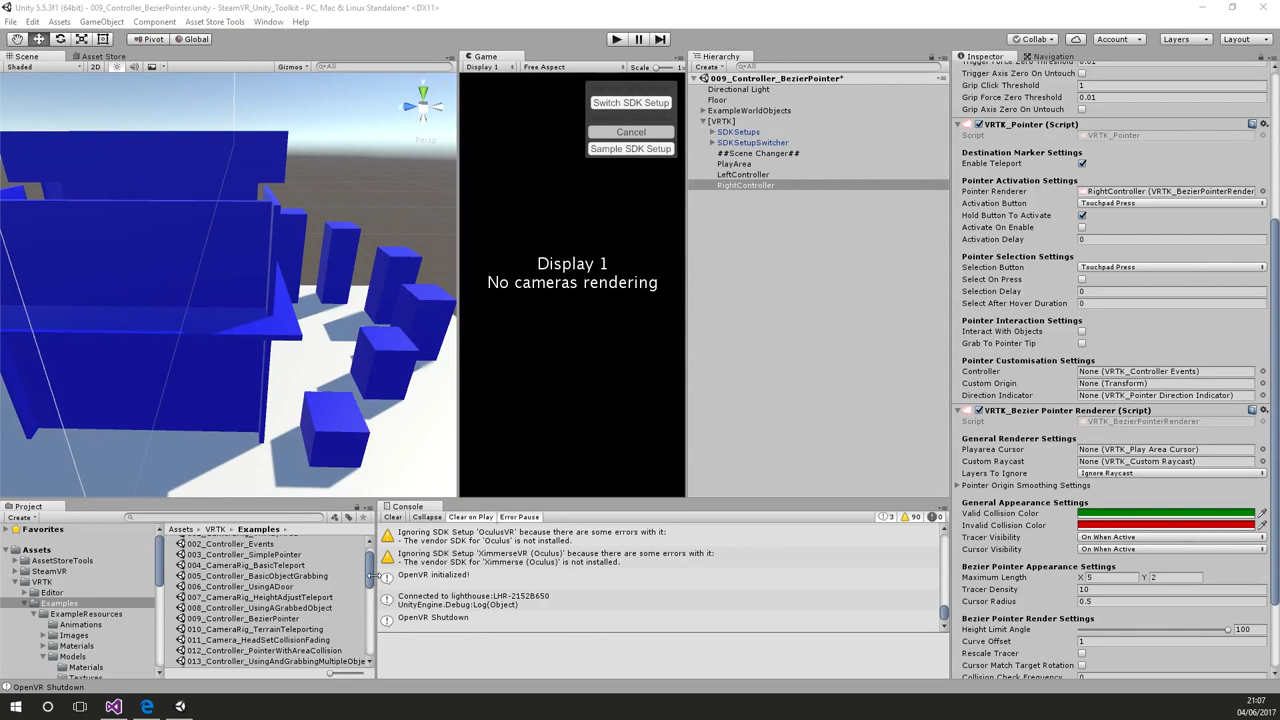 Unity 5.5.3f1 (64bit) - 009_Controller_BezierPointer.unity - SteamVR_Unity_Toolkit - PC, Mac & Linux Standalone* <DX11>
File Edit Assets GameObject Component Asset Store Tools Window Help
Pivot Global Collab Account Layers Layout
Scene Asset Store
Shaded 2D Gizmos All
Persp
Game
Display 1 Free Aspect Scale 1x
Switch SDK Setup
Cancel
Sample SDK Setup
Display 1
No cameras rendering
Hierarchy
Create All
009_Controller_BezierPointer*
Directional Light
Floor
ExampleWorldObjects
[VRTK]
SDKSetups
SDKSetupSwitcher
##Scene Changer##
PlayArea
LeftController
RightController
Inspector Navigation
Trigger Axis Zero On Untouch
Grip Click Threshold 1
Grip Force Zero Threshold 0.01
Grip Axis Zero On Untouch
VRTK_Pointer (Script)
Script VRTK_Pointer
Destination Marker Settings
Enable Teleport
Pointer Activation Settings
Pointer Renderer RightController (VRTK_BezierPointerRender
Activation Button Touchpad Press
Hold Button To Activate
Activate On Enable
Activation Delay 0
Pointer Selection Settings
Selection Button Touchpad Press
Select On Press
Selection Delay 0
Select After Hover Duration 0
Pointer Interaction Settings
Interact With Objects
Grab To Pointer Tip
Pointer Customisation Settings
Controller None (VRTK_Controller Events)
Custom Origin None (Transform)
Direction Indicator None (VRTK_Pointer Direction Indicator)
VRTK_Bezier Pointer Renderer (Script)
Script VRTK_BezierPointerRenderer
General Renderer Settings
Playarea Cursor None (VRTK_Play Area Cursor)
Custom Raycast None (VRTK_Custom Raycast)
Layers To Ignore Ignore Raycast
Pointer Origin Smoothing Settings
General Appearance Settings
Valid Collision Color
Invalid Collision Color
Tracer Visibility On When Active
Cursor Visibility On When Active
Bezier Pointer Appearance Settings
Maximum Length X 5 Y 2
Tracer Density 10
Cursor Radius 0.5
Bezier Pointer Render Settings
Height Limit Angle 100
Curve Offset 1
Rescale Tracer
Cursor Match Target Rotation
Collision Check Frequency 0
Project
Create
Favorites
Assets
AssetStoreTools
SteamVR
VRTK
Editor
Examples
ExampleResources
Animations
Images
Materials
Models
Materials
Textures
Assets VRTK Examples
002_Controller_Events
003_Controller_SimplePointer
004_CameraRig_BasicTeleport
005_Controller_BasicObjectGrabbing
006_Controller_UsingADoor
007_CameraRig_HeightAdjustTeleport
008_Controller_UsingAGrabbedObject
009_Controller_BezierPointer
010_CameraRig_TerrainTeleporting
011_Camera_HeadSetCollisionFading
012_Controller_PointerWithAreaCollision
013_Controller_UsingAndGrabbingMultipleObje
Console
Clear Collapse Clear on Play Error Pause 3 90 0
Ignoring SDK Setup 'OculusVR' because there are some errors with it:
- The vendor SDK for 'Oculus' is not installed.
Ignoring SDK Setup 'XimmerseVR (Oculus)' because there are some errors with it:
- The vendor SDK for 'Ximmerse (Oculus)' is not installed.
OpenVR initialized!
Connected to lighthouse:LHR-2152B650
UnityEngine.Debug:Log(Object)
OpenVR Shutdown
OpenVR Shutdown
21:07
04/06/2017